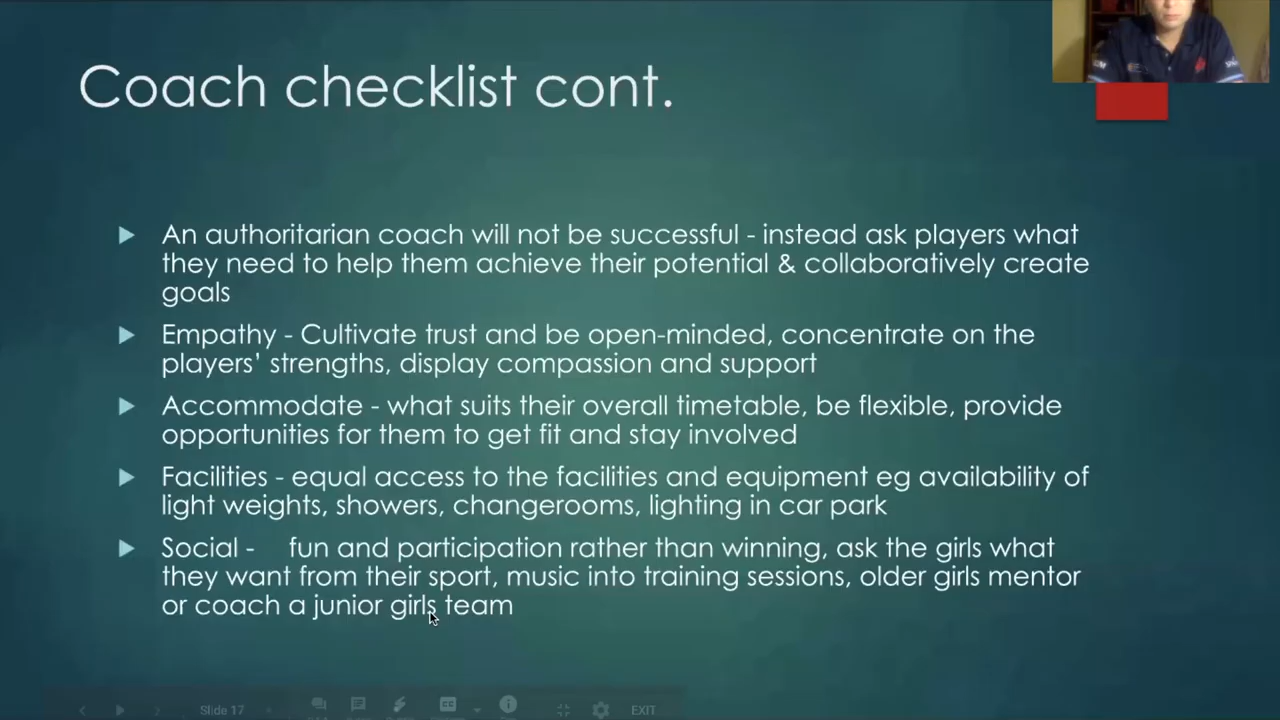 Coach checklist cont.
An authoritarian coach will not be successful - instead ask players what
they need to help them achieve their potential & collaboratively create
goals
Empathy - Cultivate trust and be open-minded, concentrate on the
players’ strengths, display compassion and support
Accommodate - what suits their overall timetable, be flexible, provide
opportunities for them to get fit and stay involved
Facilities - equal access to the facilities and equipment eg availability of
light weights, showers, changerooms, lighting in car park
Social - fun and participation rather than winning, ask the girls what
they want from their sport, music into training sessions, older girls mentor
or coach a junior girls team
Slide 17
CC
EXIT